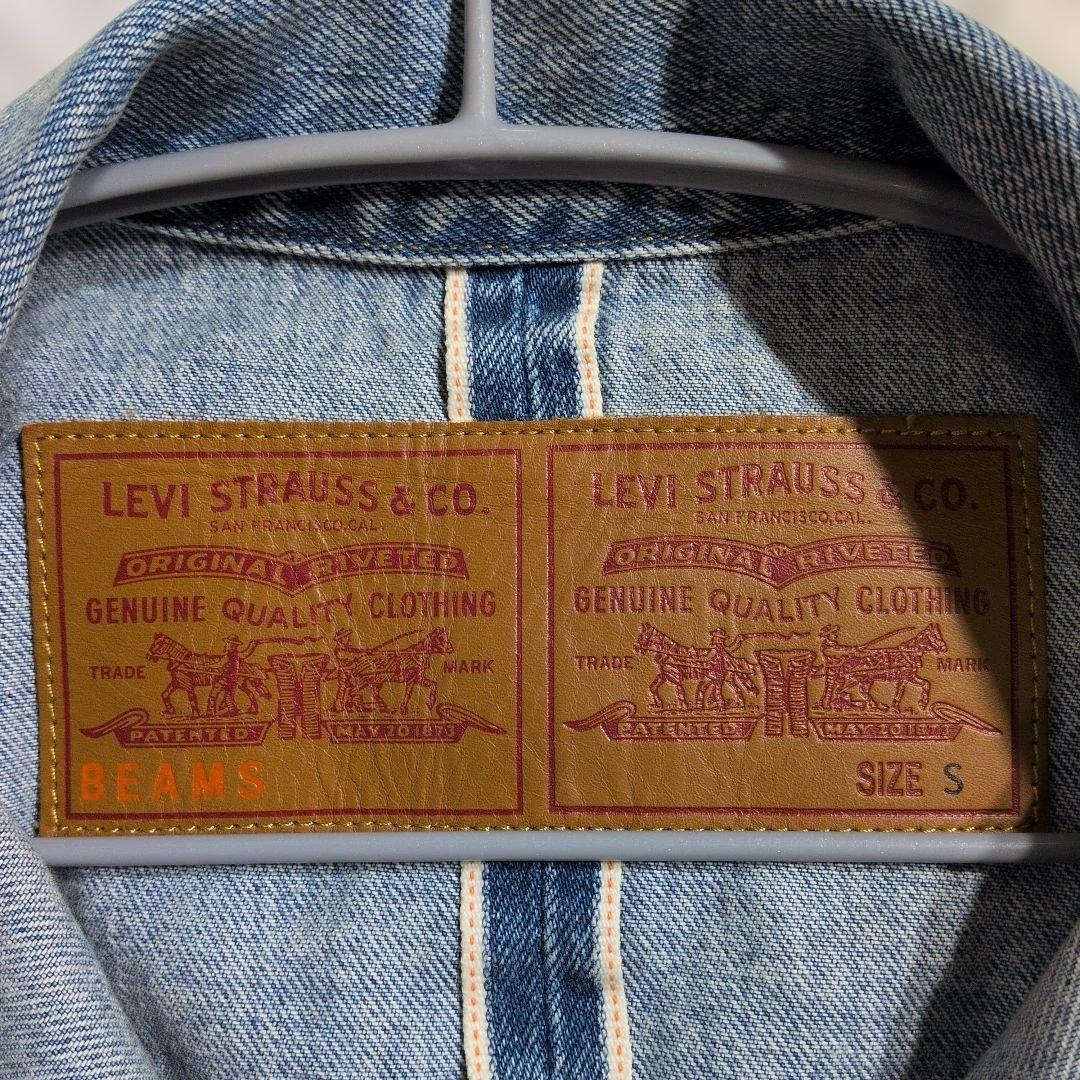 LEVI STRAUSS & CO.
SAN FRANCISCO, CAL.
ORIGINAL RIVETED
GENUINE QUALITY CLOTHING
TRADE MARK
PATENTED MAY 20 1873
BEAMS
LEVI STRAUSS & CO.
SAN FRANCISCO, CAL.
ORIGINAL RIVETED
GENUINE QUALITY CLOTHING
TRADE MARK
PATENTED MAY 20 1873
SIZE S